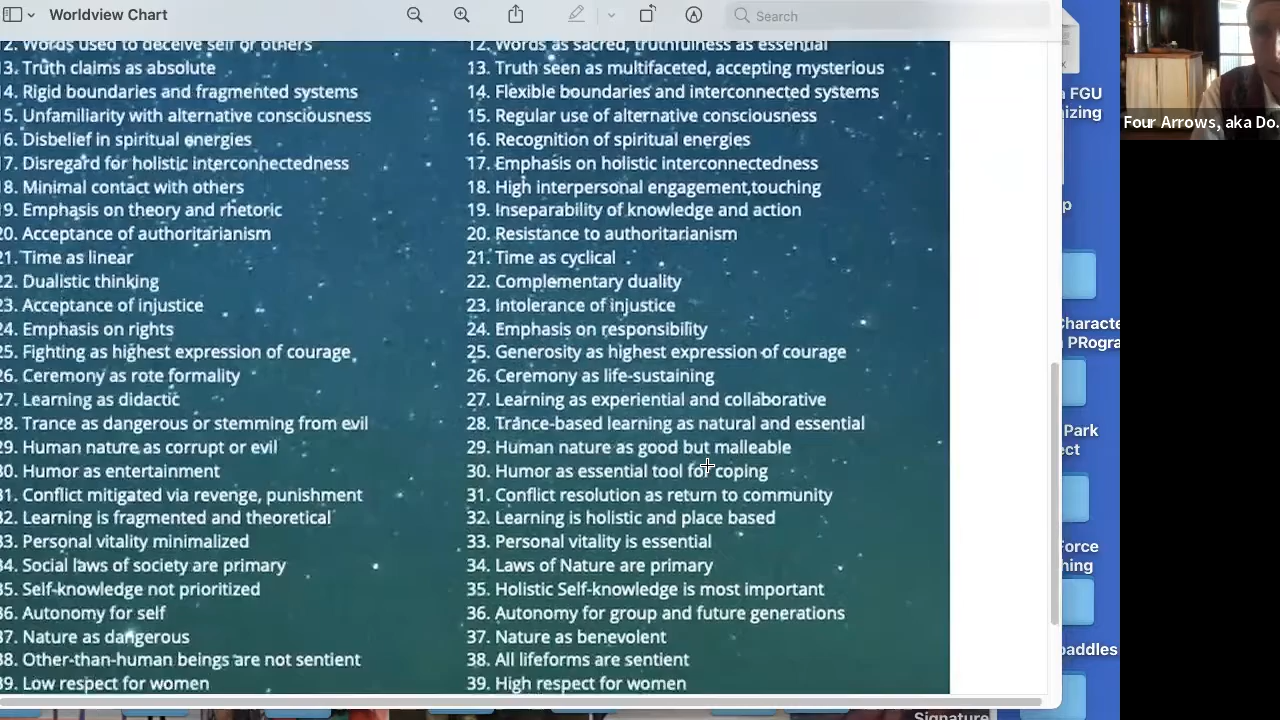 Worldview Chart
Search
12. Words used to deceive self or others
13. Truth claims as absolute
14. Rigid boundaries and fragmented systems
15. Unfamiliarity with alternative consciousness
16. Disbelief in spiritual energies
17. Disregard for holistic interconnectedness
18. Minimal contact with others
19. Emphasis on theory and rhetoric
20. Acceptance of authoritarianism
21. Time as linear
22. Dualistic thinking
23. Acceptance of injustice
24. Emphasis on rights
25. Fighting as highest expression of courage
26. Ceremony as rote formality
27. Learning as didactic
28. Trance as dangerous or stemming from evil
29. Human nature as corrupt or evil
30. Humor as entertainment
31. Conflict mitigated via revenge, punishment
32. Learning is fragmented and theoretical
33. Personal vitality minimalized
34. Social laws of society are primary
35. Self-knowledge not prioritized
36. Autonomy for self
37. Nature as dangerous
38. Other-than-human beings are not sentient
39. Low respect for women
12. Words as sacred, truthfulness as essential
13. Truth seen as multifaceted, accepting mysterious
14. Flexible boundaries and interconnected systems
15. Regular use of alternative consciousness
16. Recognition of spiritual energies
17. Emphasis on holistic interconnectedness
18. High interpersonal engagement,touching
19. Inseparability of knowledge and action
20. Resistance to authoritarianism
21. Time as cyclical
22. Complementary duality
23. Intolerance of injustice
24. Emphasis on responsibility
25. Generosity as highest expression of courage
26. Ceremony as life-sustaining
27. Learning as experiential and collaborative
28. Trance-based learning as natural and essential
29. Human nature as good but malleable
30. Humor as essential tool for coping
31. Conflict resolution as return to community
32. Learning is holistic and place based
33. Personal vitality is essential
34. Laws of Nature are primary
35. Holistic Self-knowledge is most important
36. Autonomy for group and future generations
37. Nature as benevolent
38. All lifeforms are sentient
39. High respect for women
FGU
izing
p
Characte
PRogra
Park
ect
Force
hing
paddles
Signature
Four Arrows, aka Do.